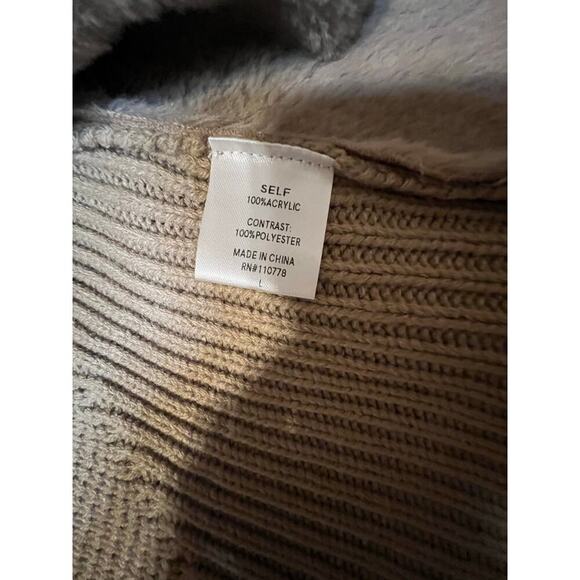 SELF
100%ACRYLIC
CONTRAST:
100%POLYESTER
MADE IN CHINA
RN#110778
L